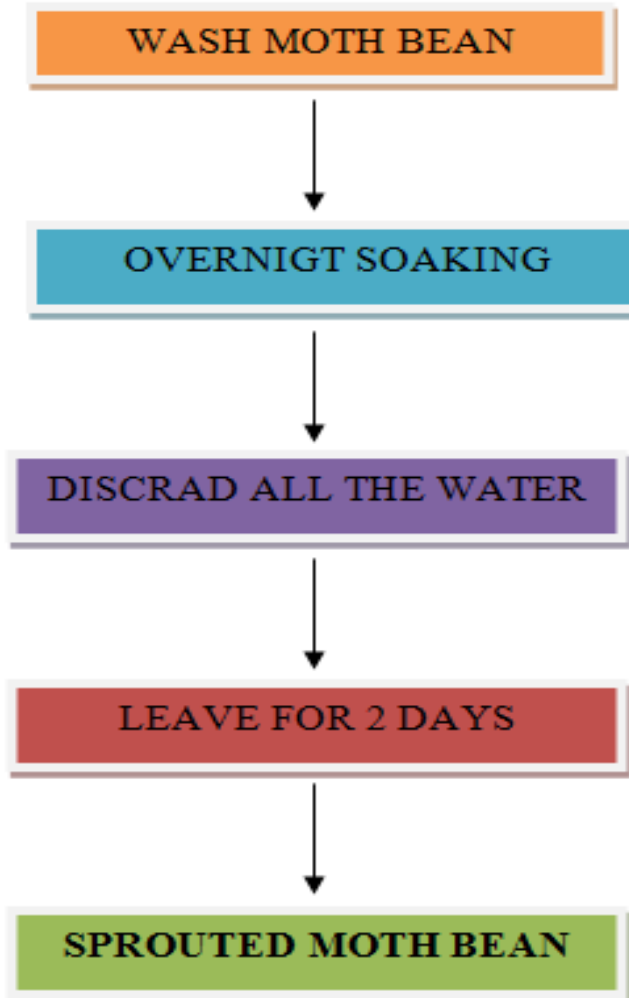 WASH MOTH BEAN
OVERNIGT SOAKING
DISCRAD ALL THE WATER
LEAVE FOR 2 DAYS
SPROUTED MOTH BEAN